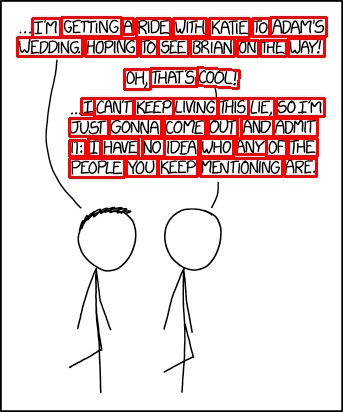 ...I'M GETTING A RIDE WITH KATIE TO ADAM'S
WEDDING. HOPING TO SEE BRIAN ON THE WAY!
OH, THAT'S COOL!
...I CAN'T KEEP LIVING THIS LIE, SO I'M
JUST GONNA COME OUT AND ADMIT
IT: I HAVE NO IDEA WHO ANY OF THE
PEOPLE YOU KEEP MENTIONING ARE.